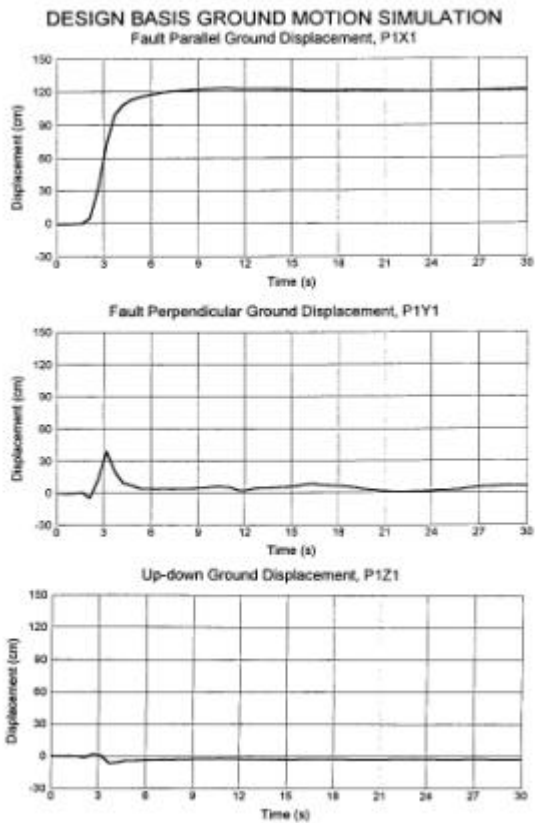 DESIGN BASIS GROUND MOTION SIMULATION
Fault Parallel Ground Displacement, P1X1
150
120
90
60
30
0
-30
Displacement (cm)
0 3 6 9 12 15 18 21 24 27 30
Time (s)
Fault Perpendicular Ground Displacement, P1Y1
150
120
90
60
30
0
-30
Displacement (cm)
0 3 6 9 12 15 18 21 24 27 30
Time (s)
Up-down Ground Displacement, P1Z1
150
120
90
60
30
0
-30
Displacement (cm)
0 3 6 9 12 15 18 21 24 27 30
Time (s)